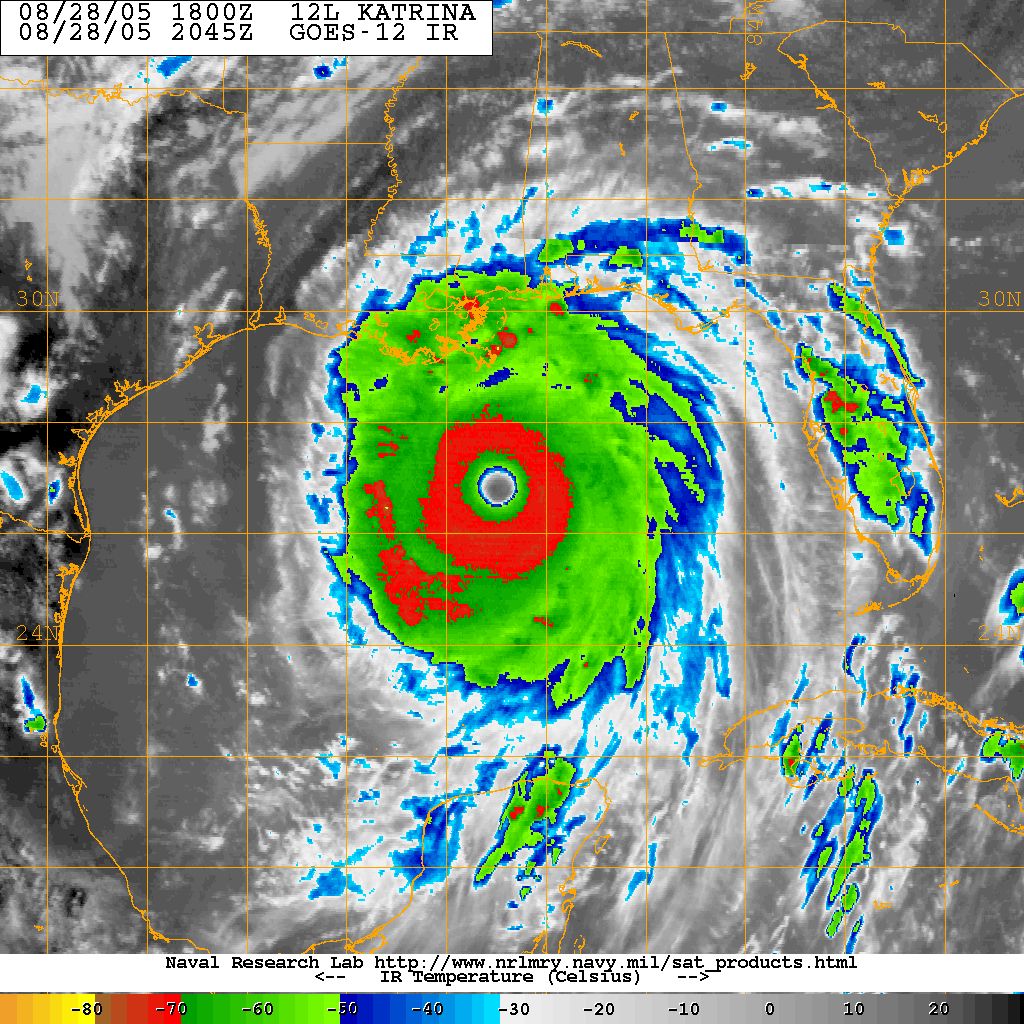 08/28/05 1800Z 12L KATRINA
08/28/05 2045Z GOES-12 IR
84W
30N 30N
24N 24N
Naval Research Lab http://www.nrlmry.navy.mil/sat_products.html
<-- IR Temperature (Celsius) -->
-80 -70 -60 -50 -40 -30 -20 -10 0 10 20